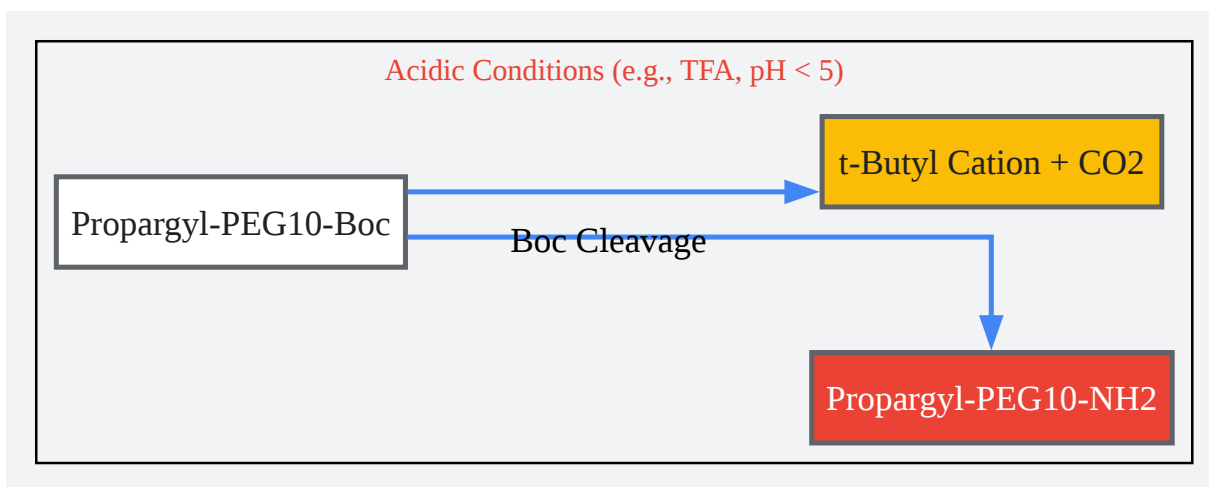 Acidic Conditions (e.g., TFA, pH < 5)
t-Butyl Cation + CO2
Propargyl-PEG10-Boc
Boc Cleavage
Propargyl-PEG10-NH2